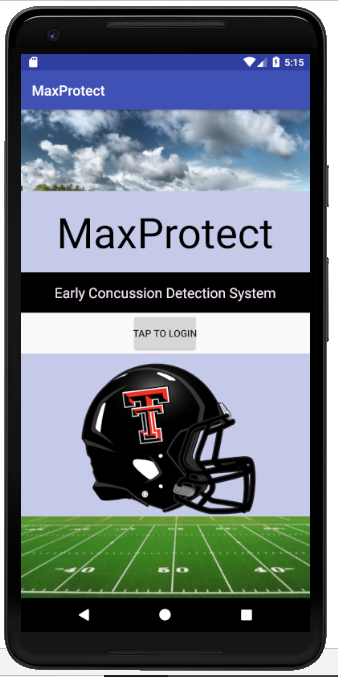 5:15
MaxProtect
MaxProtect
Early Concussion Detection System
TAP TO LOGIN
TT
40 50 40